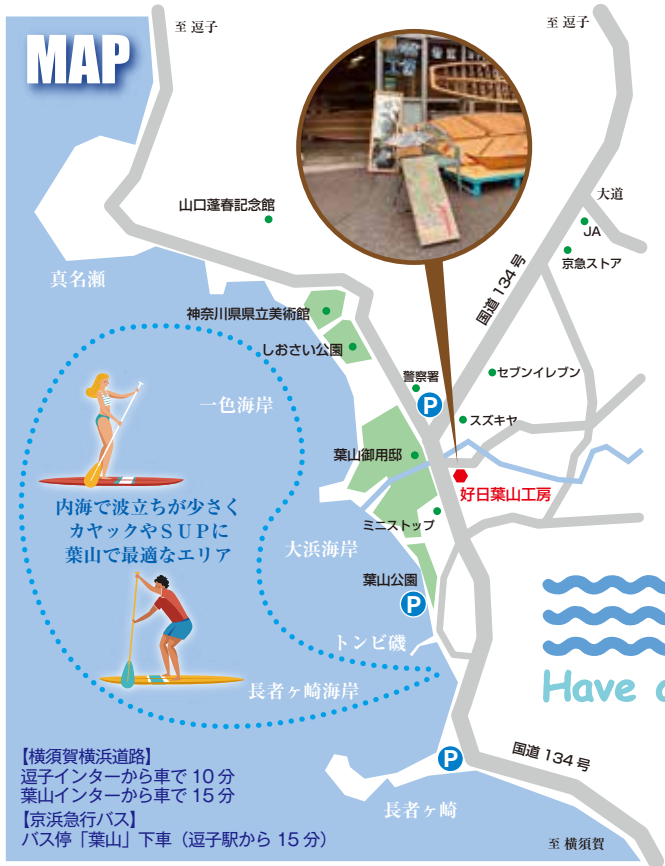 MAP
至 逗子
至 逗子
大道
JA
京急ストア
山口蓬春記念館
国道 134 号
真名瀬
神奈川県県立美術館
しおさい公園
警察署
P
セブンイレブン
一色海岸
スズキヤ
葉山御用邸
好日葉山工房
内海で波立ちが少さく
カヤックやSUPに
葉山で最適なエリア
ミニストップ
大浜海岸
葉山公園
P
トンビ磯
長者ヶ崎海岸
Have a
P
国道 134 号
【横須賀横浜道路】
逗子インターから車で 10 分
葉山インターから車で 15 分
【京浜急行バス】
バス停「葉山」下車(逗子駅から 15 分)
長者ヶ崎
至 横須賀